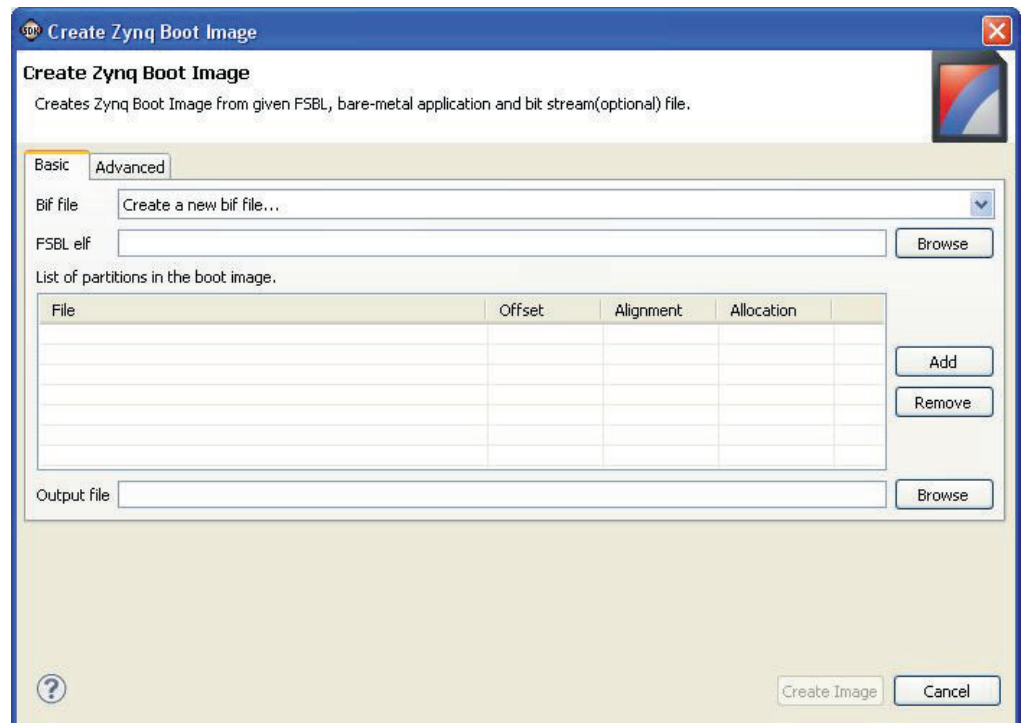 SDK Create Zynq Boot Image
Create Zynq Boot Image
Creates Zynq Boot Image from given FSBL, bare-metal application and bit stream(optional) file.
Basic Advanced
Bif file Create a new bif file...
FSBL elf Browse
List of partitions in the boot image.
File Offset Alignment Allocation
Add
Remove
Output file Browse
? Create Image Cancel